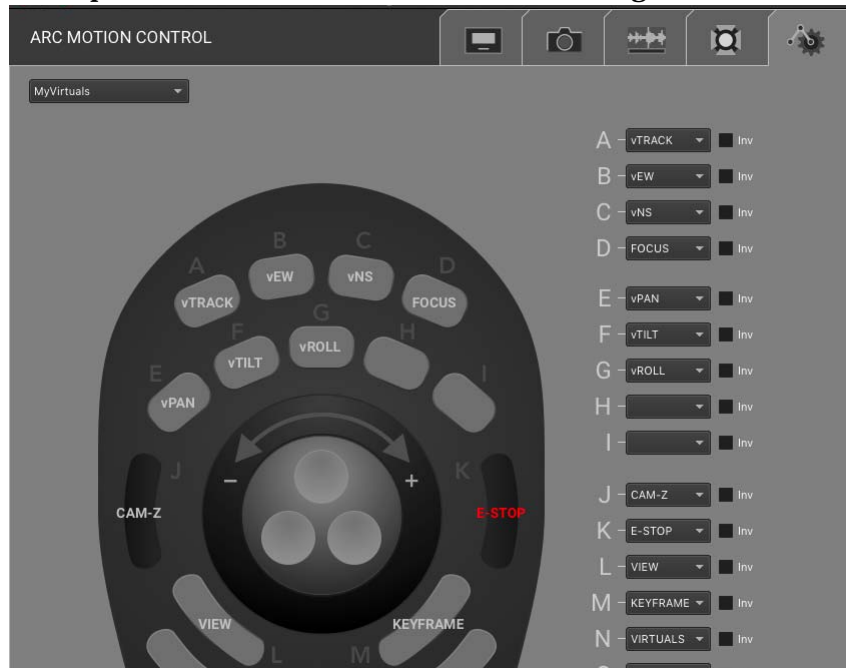 ARC MOTION CONTROL
MyVirtuals
A vTRACK Inv
B vEW Inv
C vNS Inv
D FOCUS Inv
E vPAN Inv
F vTILT Inv
G vROLL Inv
H Inv
I Inv
J CAM-Z Inv
K E-STOP Inv
L VIEW Inv
M KEYFRAME Inv
N VIRTUALS Inv
A vTRACK
B vEW
C vNS
D FOCUS
E vPAN
F vTILT
G vROLL
H
I
J CAM-Z
K E-STOP
− +
VIEW L
KEYFRAME M